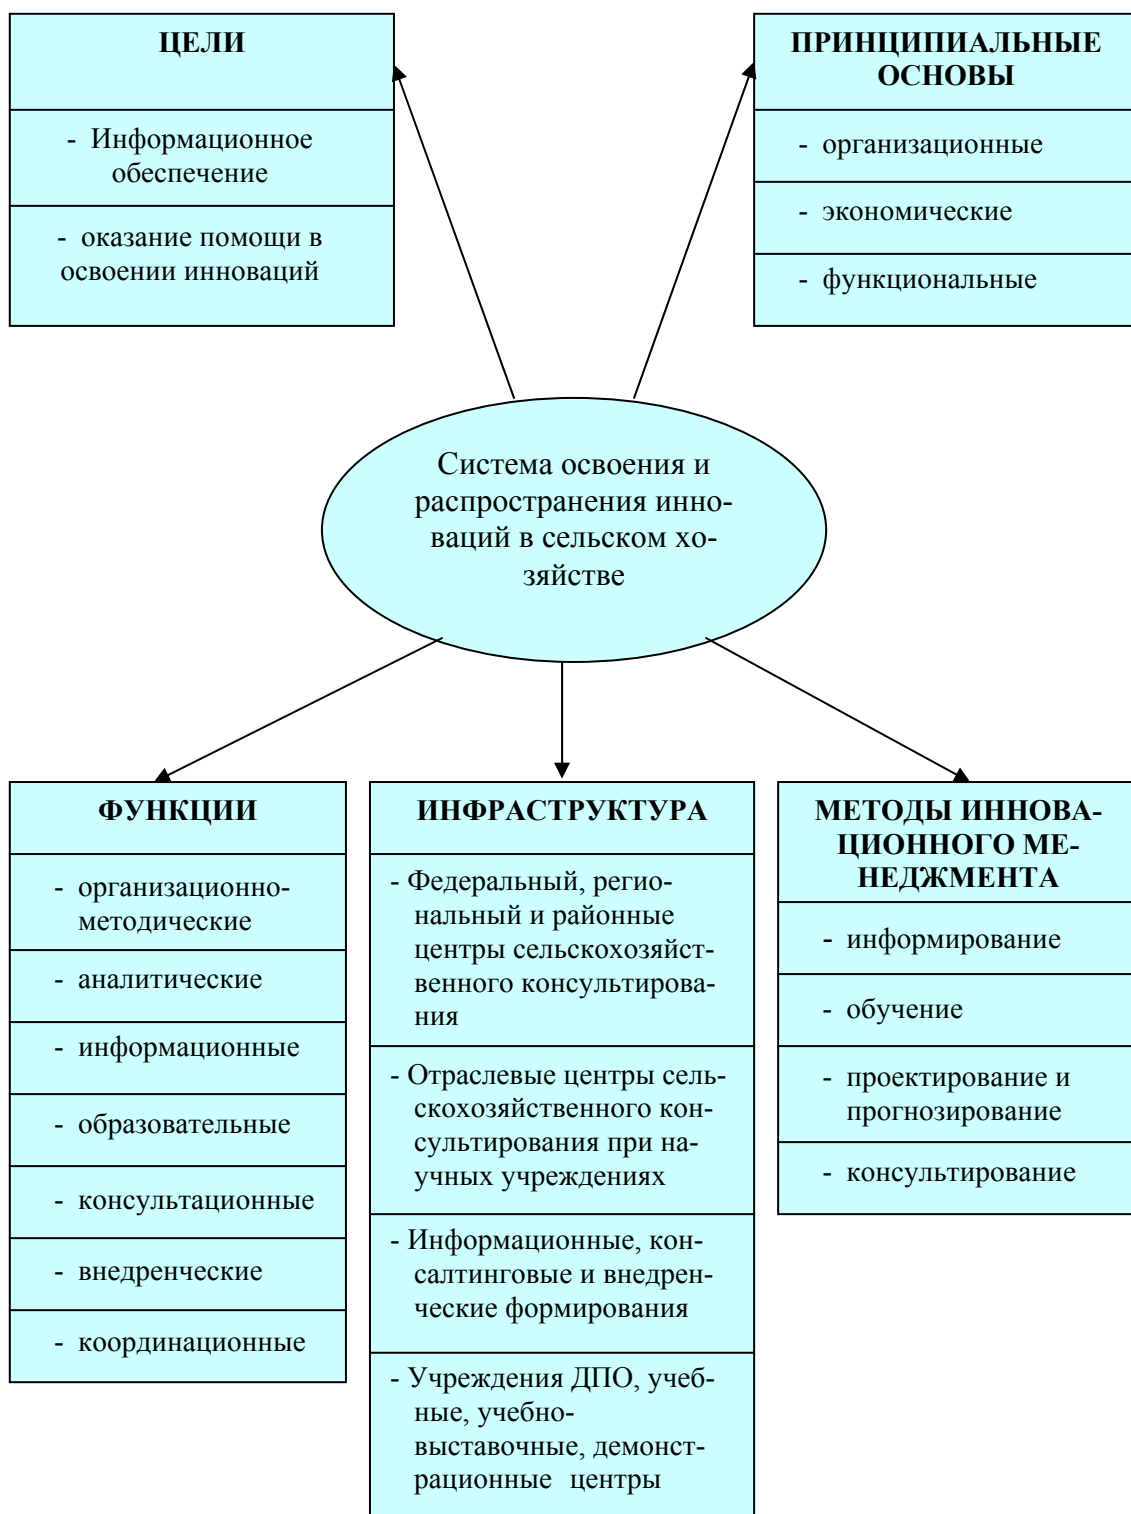 ЦЕЛИ
- Информационное
обеспечение
- оказание помощи в
освоении инноваций
ПРИНЦИПИАЛЬНЫЕ
ОСНОВЫ
- организационные
- экономические
- функциональные
Система освоения и
распространения инно-
ваций в сельском хо-
зяйстве
ФУНКЦИИ
- организационно-
методические
- аналитические
- информационные
- образовательные
- консультационные
- внедренческие
- координационные
ИНФРАСТРУКТУРА
- Федеральный, регио-
нальный и районные
центры сельскохозяйст-
венного консультирова-
ния
- Отраслевые центры сель-
скохозяйственного кон-
сультирования при на-
учных учреждениях
- Информационные, кон-
салтинговые и внедрен-
ческие формирования
- Учреждения ДПО, учеб-
ные, учебно-
выставочные, демонст-
рационные центры
МЕТОДЫ ИННОВА-
ЦИОННОГО МЕ-
НЕДЖМЕНТА
- информирование
- обучение
- проектирование и
прогнозирование
- консультирование